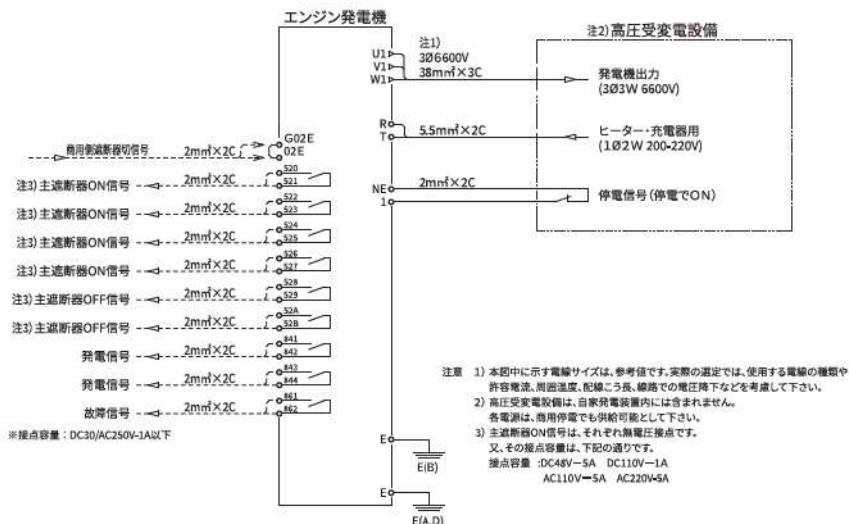 エンジン発電機
注2)高圧受変電設備
注1)
U1
3Ø6600V
V1
W1
38m㎡×3C
発電機出力
(3Ø3W 6600V)
R
T
5.5m㎡×2C
ヒーター・充電器用
(1Ø2W 200-220V)
NE
2m㎡×2C
1
停電信号(停電でON)
商用側遮断器切信号
2m㎡×2C
G02E
02E
注3)主遮断器ON信号
2m㎡×2C
520
521
注3)主遮断器ON信号
2m㎡×2C
522
523
注3)主遮断器ON信号
2m㎡×2C
524
525
注3)主遮断器ON信号
2m㎡×2C
526
527
注3)主遮断器OFF信号
2m㎡×2C
528
529
注3)主遮断器OFF信号
2m㎡×2C
52A
52B
発電信号
2m㎡×2C
841
842
発電信号
2m㎡×2C
843
844
故障信号
2m㎡×2C
861
862
※接点容量:DC30/AC250V-1A以下
E
E(B)
E
E(A,D)
注意 1) 本図中に示す電線サイズは、参考値です。実際の選定では、使用する電線の種類や
許容電流、周囲温度、配線こう長、線路での電圧降下などを考慮して下さい。
2) 高圧受変電設備は、自家発電装置内には含まれません。
各電源は、商用停電でも供給可能として下さい。
3) 主遮断器ON信号は、それぞれ無電圧接点です。
又、その接点容量は、下記の通りです。
接点容量 :DC48V-5A DC110V-1A
AC110V-5A AC220V-5A